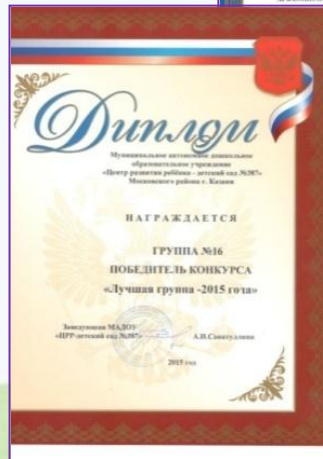 Диплом
Муниципальное автономное дошкольное
образовательное учреждение
«Центр развития ребёнка - детский сад №387»
Московского района г. Казани
НАГРАЖДАЕТСЯ
ГРУППА №16
ПОБЕДИТЕЛЬ КОНКУРСА
«Лучшая группа -2015 года»
Заведующая МАДОУ
«ЦРР-детский сад №387»
А.Н.
2015 год